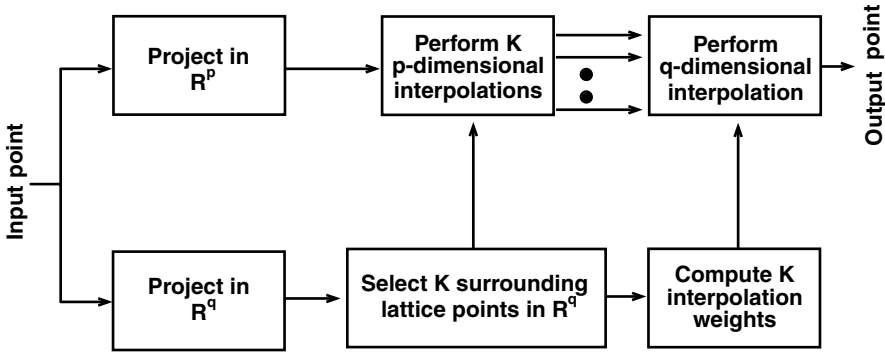 Input point
Project in
R^p
Perform K
p-dimensional
interpolations
Perform
q-dimensional
interpolation
Output point
Project in
R^q
Select K surrounding
lattice points in R^q
Compute K
interpolation
weights